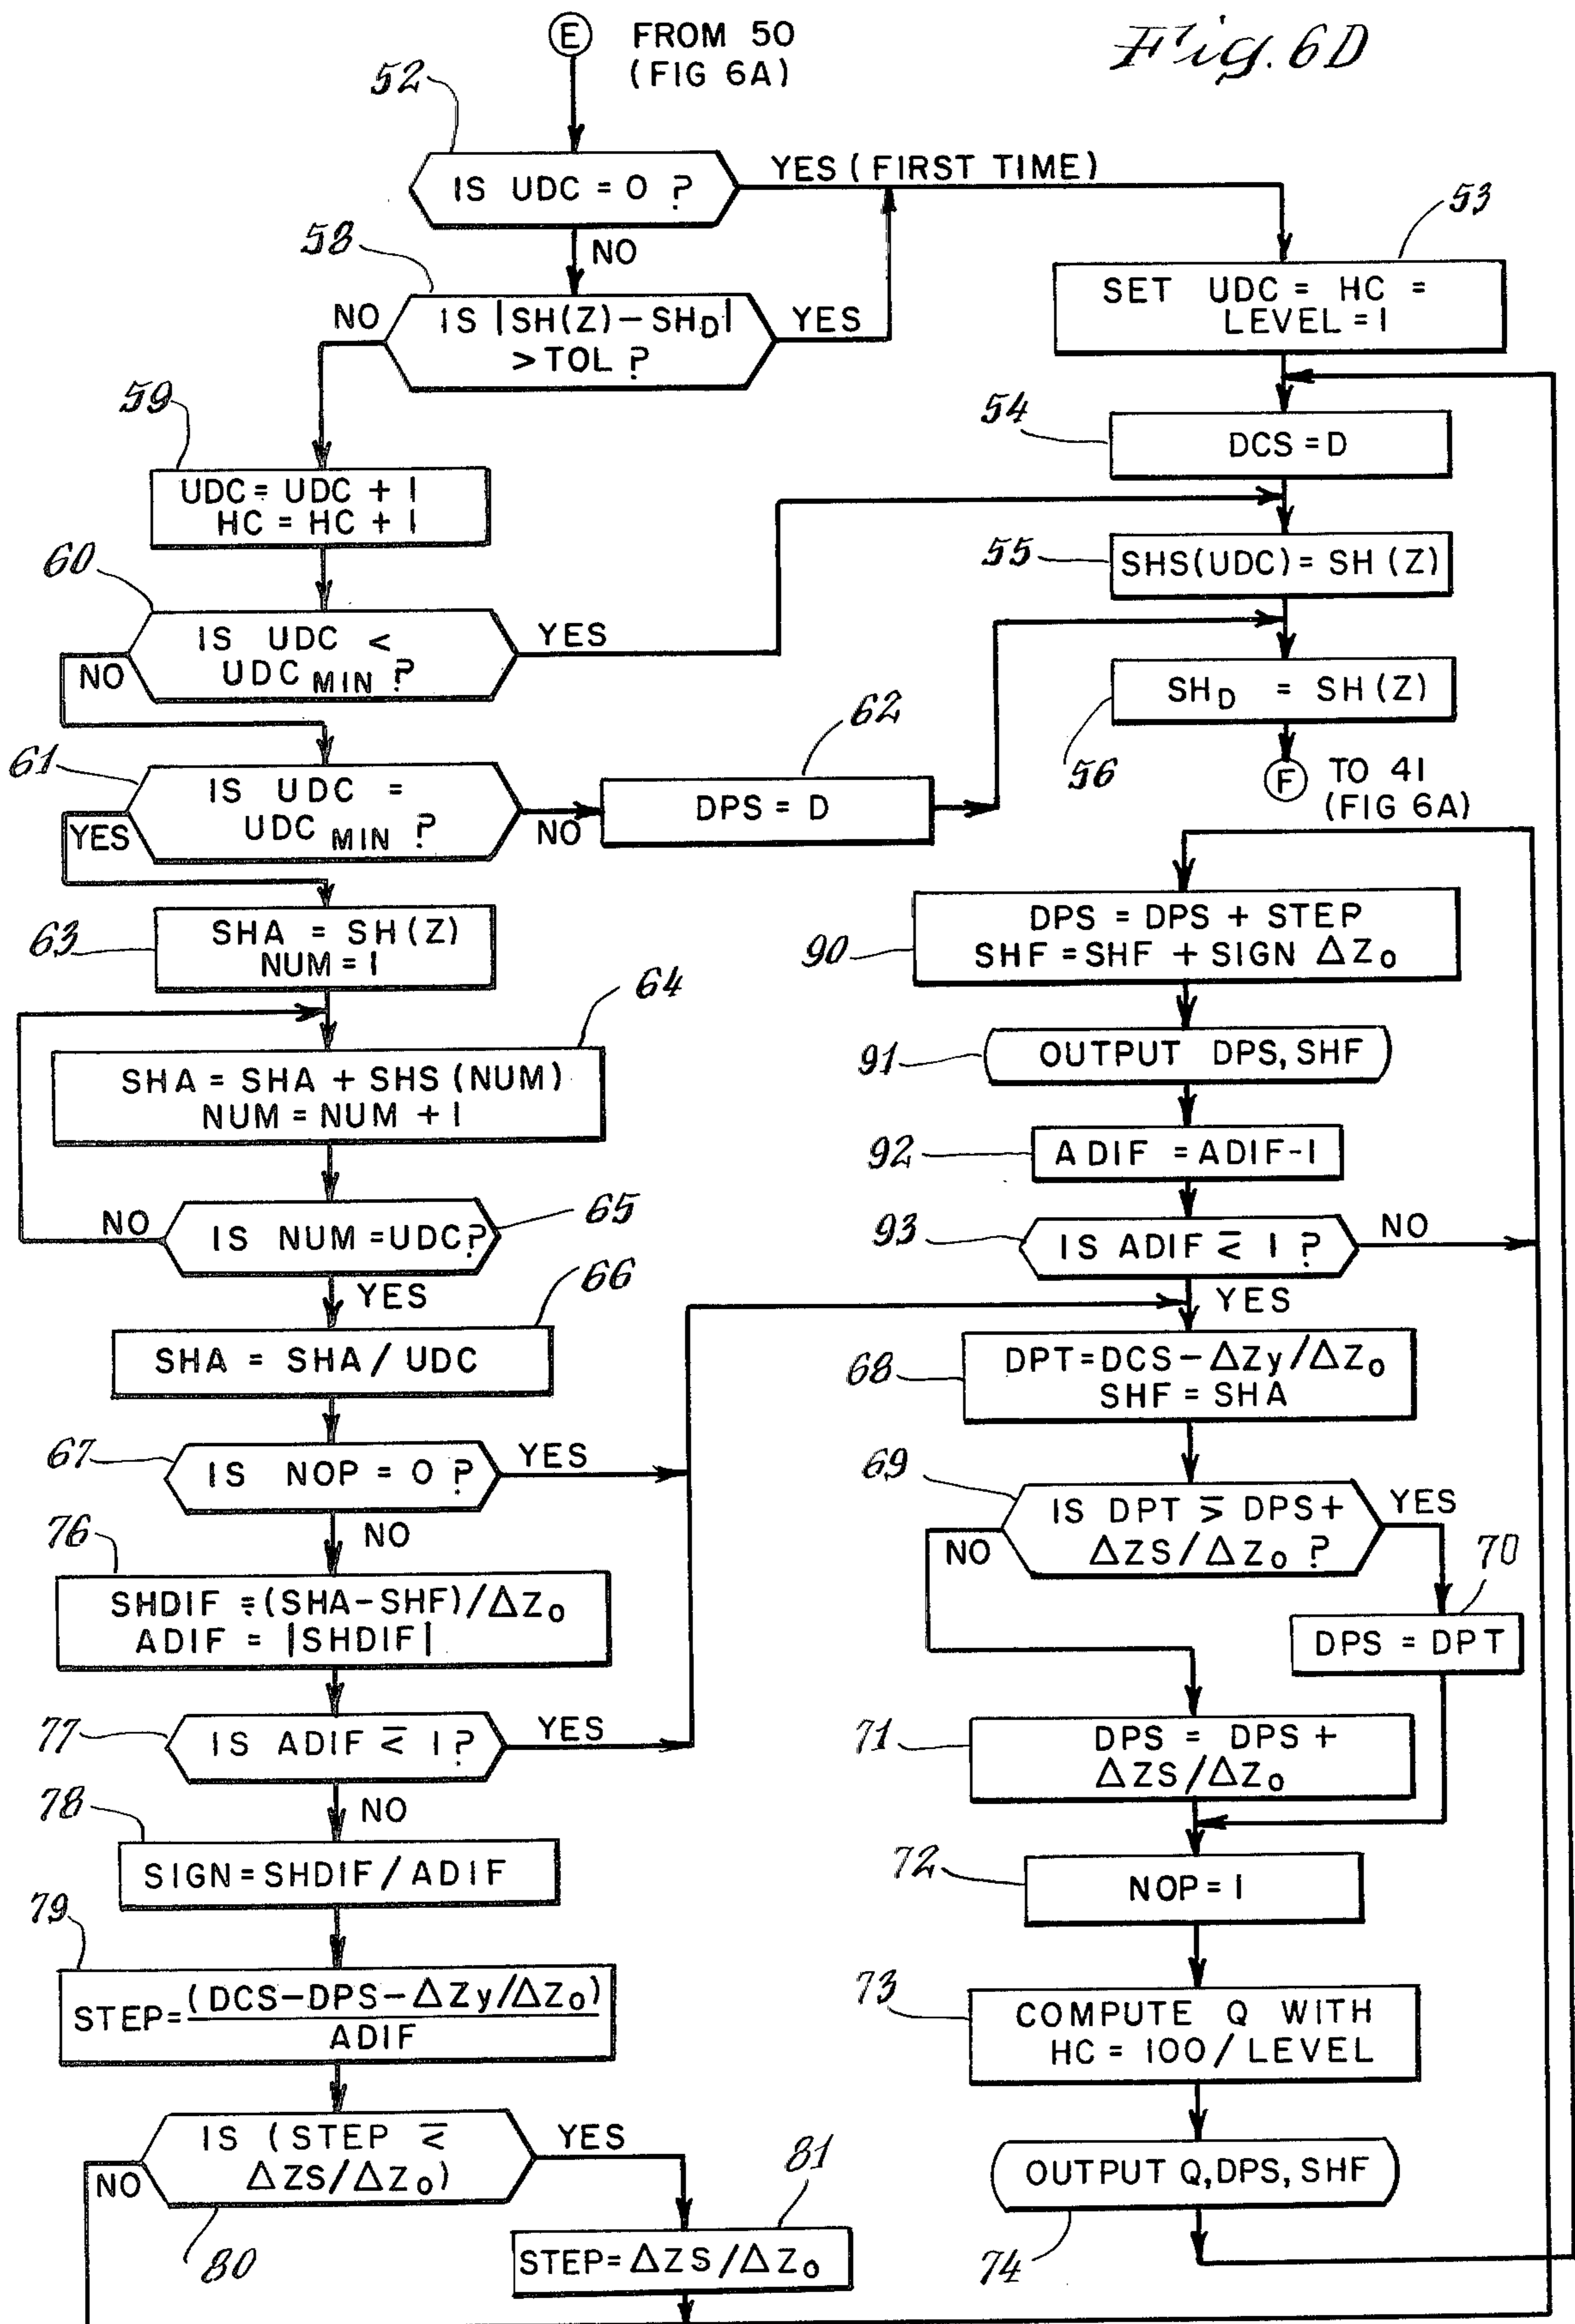 Fig. 6D
E FROM 50
(FIG 6A)
52
IS UDC = 0 ?
YES (FIRST TIME)
NO
53
SET UDC = HC =
LEVEL = 1
58
IS |SH(Z)-SH_D|
> TOL ?
NO
YES
54
DCS = D
59
UDC = UDC + 1
HC = HC + 1
55
SHS(UDC) = SH (Z)
60
IS UDC <
UDC MIN ?
YES
NO
56
SH_D = SH (Z)
F TO 41
(FIG 6A)
61
IS UDC =
UDC MIN ?
YES
NO
62
DPS = D
63
SHA = SH(Z)
NUM = 1
64
SHA = SHA + SHS (NUM)
NUM = NUM + 1
65
IS NUM = UDC?
NO
YES
66
SHA = SHA / UDC
67
IS NOP = 0 ?
YES
NO
76
SHDIF = (SHA-SHF)/ΔZ₀
ADIF = |SHDIF|
77
IS ADIF ≤ 1 ?
YES
NO
78
SIGN = SHDIF / ADIF
79
STEP = (DCS-DPS-ΔZy/ΔZ₀)
ADIF
80
IS (STEP ≤
ΔZS/ΔZ₀)
YES
NO
81
STEP = ΔZS/ΔZ₀
90
DPS = DPS + STEP
SHF = SHF + SIGN ΔZ₀
91
OUTPUT DPS, SHF
92
ADIF = ADIF-1
93
IS ADIF ≤ 1 ?
NO
YES
68
DPT = DCS-ΔZy/ΔZ₀
SHF = SHA
69
IS DPT ≥ DPS +
ΔZS/ΔZ₀ ?
YES
NO
70
DPS = DPT
71
DPS = DPS +
ΔZS/ΔZ₀
72
NOP = 1
73
COMPUTE Q WITH
HC = 100 / LEVEL
74
OUTPUT Q, DPS, SHF